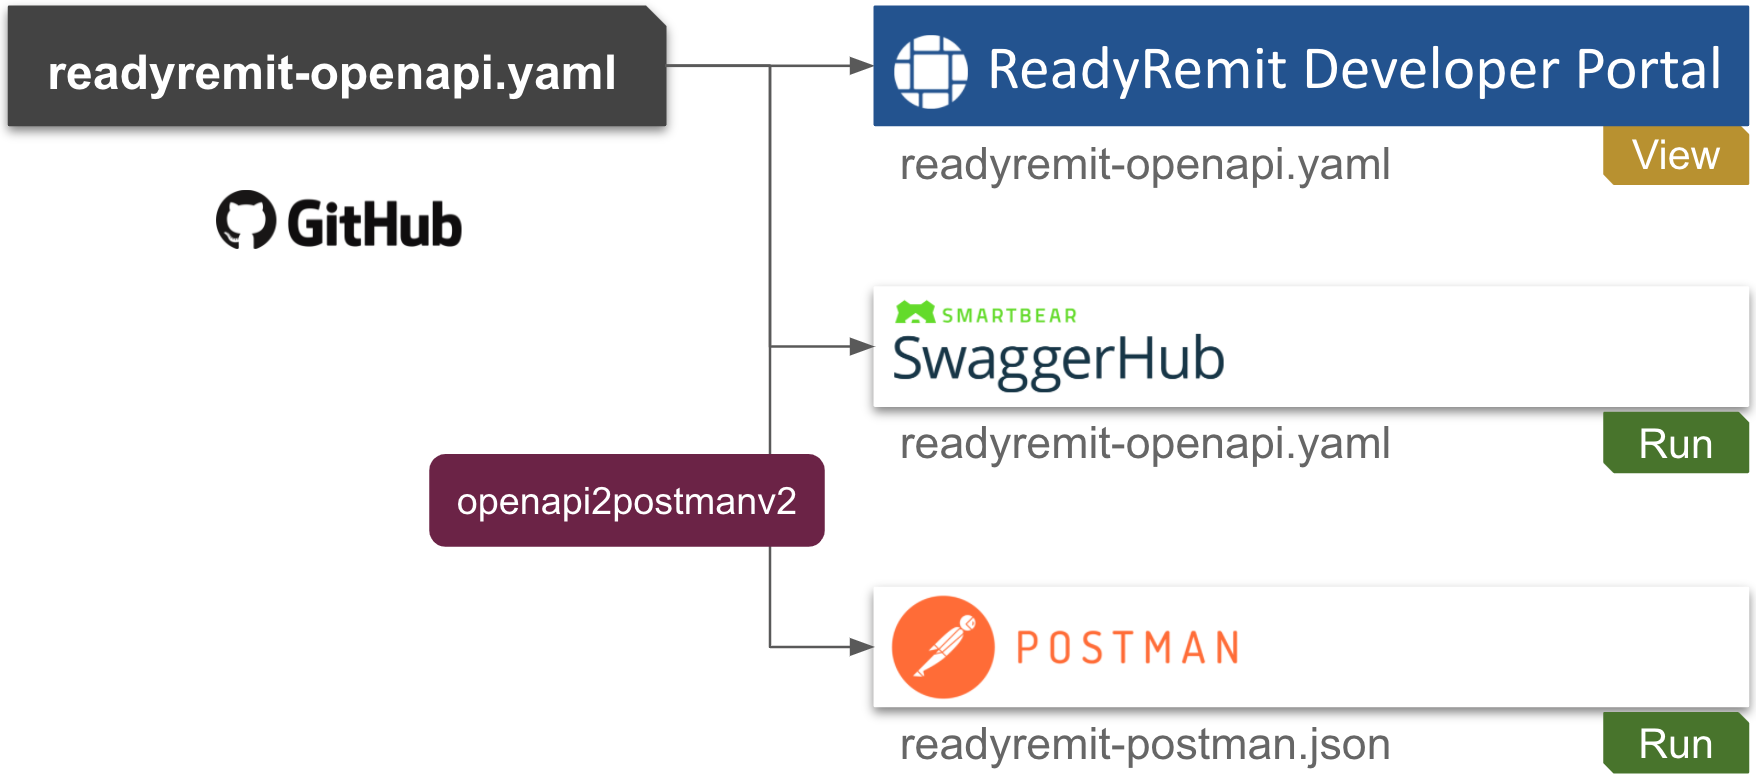 readyremit-openapi.yaml
GitHub
ReadyRemit Developer Portal
readyremit-openapi.yaml
View
SMARTBEAR
SwaggerHub
readyremit-openapi.yaml
Run
openapi2postmanv2
POSTMAN
readyremit-postman.json
Run